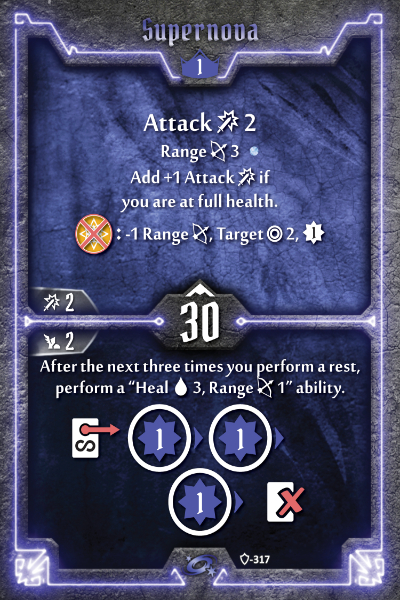 Supernova
1
Attack 2
Range 3
Add +1 Attack if
you are at full health.
: -1 Range , Target 2, 1
2
30
2
After the next three times you perform a rest,
perform a “Heal 3, Range 1” ability.
S 1 1
1
-317